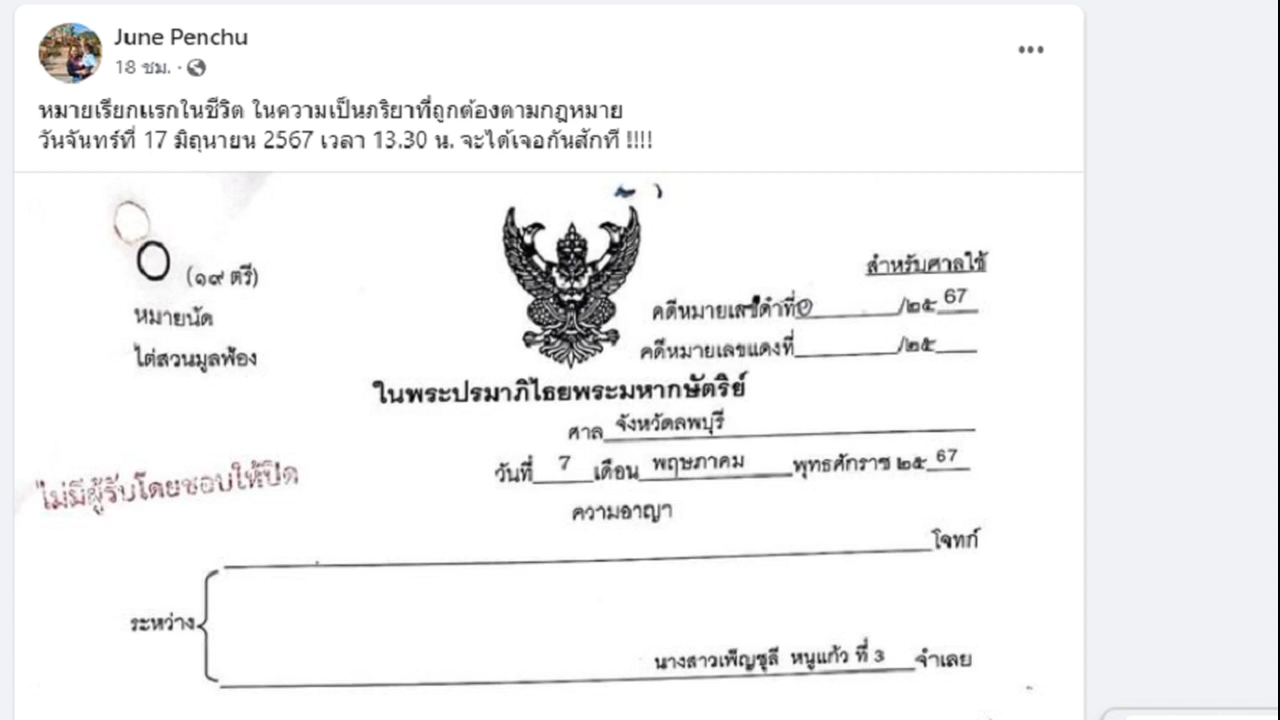 June Penchu
18 ชม. ·
หมายเรียกแรกในชีวิต ในความเป็นภริยาที่ถูกต้องตามกฎหมาย
วันจันทร์ที่ 17 มิถุนายน 2567 เวลา 13.30 น. จะได้เจอกันสักที !!!!
(๑๙ ตรี)
สำหรับศาลใช้
หมายนัด
คดีหมายเลขดำที่ /๒๕ 67
ไต่สวนมูลฟ้อง
คดีหมายเลขแดงที่ /๒๕
ในพระปรมาภิไธยพระมหากษัตริย์
ศาล จังหวัดลพบุรี
วันที่ 7 เดือน พฤษภาคม พุทธศักราช ๒๕ 67
ไม่มีผู้รับโดยชอบให้ปิด
ความอาญา
โจทก์
ระหว่าง
นางสาวเพ็ญชุลี หนูแก้ว ที่ 3 จำเลย